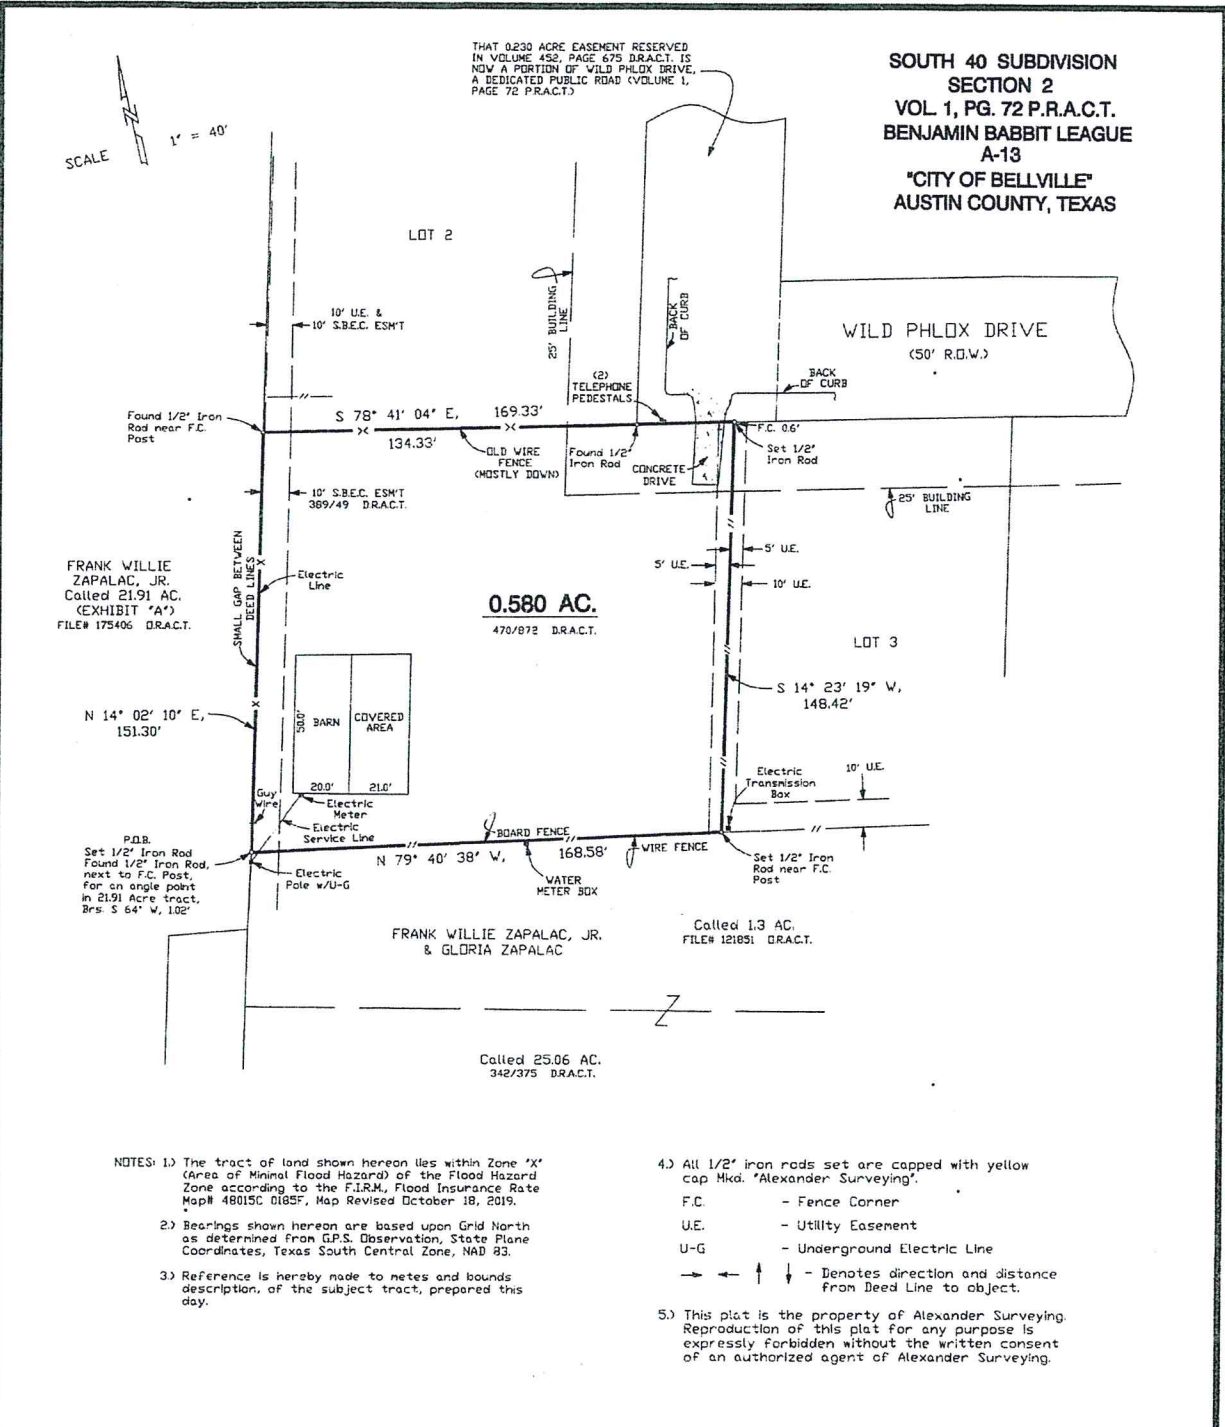 THAT 0.230 ACRE EASEMENT RESERVED
IN VOLUME 452, PAGE 675 D.R.A.C.T. IS
NOW A PORTION OF WILD PHLOX DRIVE,
A DEDICATED PUBLIC ROAD (VOLUME 1,
PAGE 72 P.R.A.C.T.)
SOUTH 40 SUBDIVISION
SECTION 2
VOL. 1, PG. 72 P.R.A.C.T.
BENJAMIN BABBIT LEAGUE
A-13
"CITY OF BELLVILLE"
AUSTIN COUNTY, TEXAS
N
SCALE 1" = 40'
LOT 2
10' U.E. &
10' S.B.E.C. ESM'T
25' BUILDING
LINE
BACK
OF CURB
WILD PHLOX DRIVE
(50' R.O.W.)
(2)
TELEPHONE
PEDESTALS
BACK
OF CURB
Found 1/2" Iron
Rod near F.C.
Post
S 78° 41' 04" E, 169.33'
134.33'
OLD WIRE
FENCE
(MOSTLY DOWN)
Found 1/2"
Iron Rod
CONCRETE
DRIVE
F.C. 0.6'
Set 1/2"
Iron Rod
10' S.B.E.C. ESM'T
389/49 D.R.A.C.T.
25' BUILDING
LINE
SMALL GAP BETWEEN
DEED LINES
FRANK WILLIE
ZAPALAC, JR.
Called 21.91 AC.
(EXHIBIT "A")
FILE# 175406 O.R.A.C.T.
Electric
Line
5' U.E.
5' U.E.
10' U.E.
0.580 AC.
470/872 D.R.A.C.T.
LOT 3
S 14° 23' 19" W,
148.42'
N 14° 02' 10" E,
151.30'
50.0'
BARN
COVERED
AREA
20.0'
21.0'
Guy
Wire
Electric
Meter
Electric
Service Line
Electric
Transmission
Box
10' U.E.
P.O.B.
Set 1/2" Iron Rod
Found 1/2" Iron Rod,
next to F.C. Post,
for an angle point
in 21.91 Acre tract,
Brs. S 64° W, 1.02'
BOARD FENCE
N 79° 40' 38" W, 168.58'
WIRE FENCE
Electric
Pole w/U-G
WATER
METER BOX
Set 1/2" Iron
Rod near F.C.
Post
FRANK WILLIE ZAPALAC, JR.
& GLORIA ZAPALAC
Called 1.3 AC.
FILE# 121851 O.R.A.C.T.
Called 25.06 AC.
342/375 D.R.A.C.T.
NOTES: 1.) The tract of land shown hereon lies within Zone "X"
(Area of Minimal Flood Hazard) of the Flood Hazard
Zone according to the F.I.R.M., Flood Insurance Rate
Map# 48015C 0185F, Map Revised October 18, 2019.
2.) Bearings shown hereon are based upon Grid North
as determined from G.P.S. Observation, State Plane
Coordinates, Texas South Central Zone, NAD 83.
3.) Reference is hereby made to metes and bounds
description, of the subject tract, prepared this
day.
4.) All 1/2" iron rods set are capped with yellow
cap Mkd. "Alexander Surveying".
F.C. - Fence Corner
U.E. - Utility Easement
U-G - Underground Electric Line
→ ← ↑ ↓ - Denotes direction and distance
from Deed Line to object.
5.) This plat is the property of Alexander Surveying.
Reproduction of this plat for any purpose is
expressly forbidden without the written consent
of an authorized agent of Alexander Surveying.